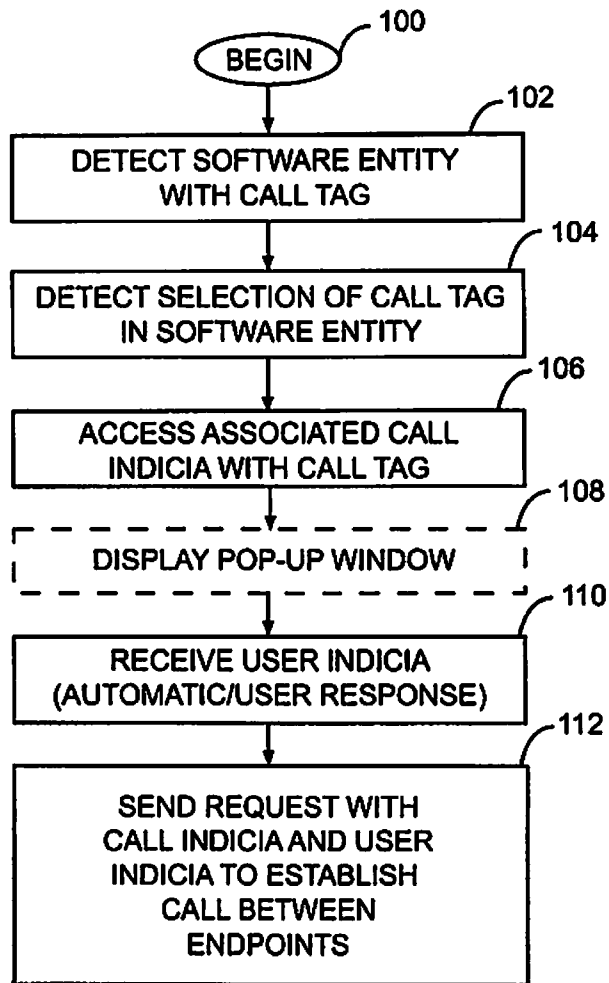 100
BEGIN
102
DETECT SOFTWARE ENTITY
WITH CALL TAG
104
DETECT SELECTION OF CALL TAG
IN SOFTWARE ENTITY
106
ACCESS ASSOCIATED CALL
INDICIA WITH CALL TAG
108
DISPLAY POP-UP WINDOW
110
RECEIVE USER INDICIA
(AUTOMATIC/USER RESPONSE)
112
SEND REQUEST WITH
CALL INDICIA AND USER
INDICIA TO ESTABLISH
CALL BETWEEN
ENDPOINTS